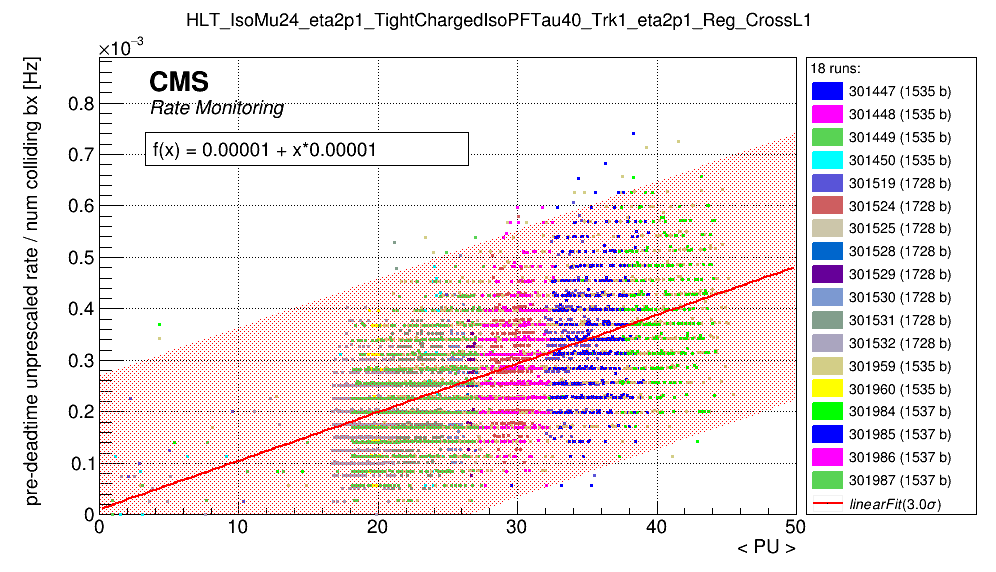 HLT_IsoMu24_eta2p1_TightChargedIsoPFTau40_Trk1_eta2p1_Reg_CrossL1
×10⁻³
pre-deadtime unprescaled rate / num colliding bx [Hz]
CMS
Rate Monitoring
f(x) = 0.00001 + x*0.00001
0.8
0.7
0.6
0.5
0.4
0.3
0.2
0.1
0
0 10 20 30 40 50
< PU >
18 runs:
301447 (1535 b)
301448 (1535 b)
301449 (1535 b)
301450 (1535 b)
301519 (1728 b)
301524 (1728 b)
301525 (1728 b)
301528 (1728 b)
301529 (1728 b)
301530 (1728 b)
301531 (1728 b)
301532 (1728 b)
301959 (1535 b)
301960 (1535 b)
301984 (1537 b)
301985 (1537 b)
301986 (1537 b)
301987 (1537 b)
linearFit(3.0σ)